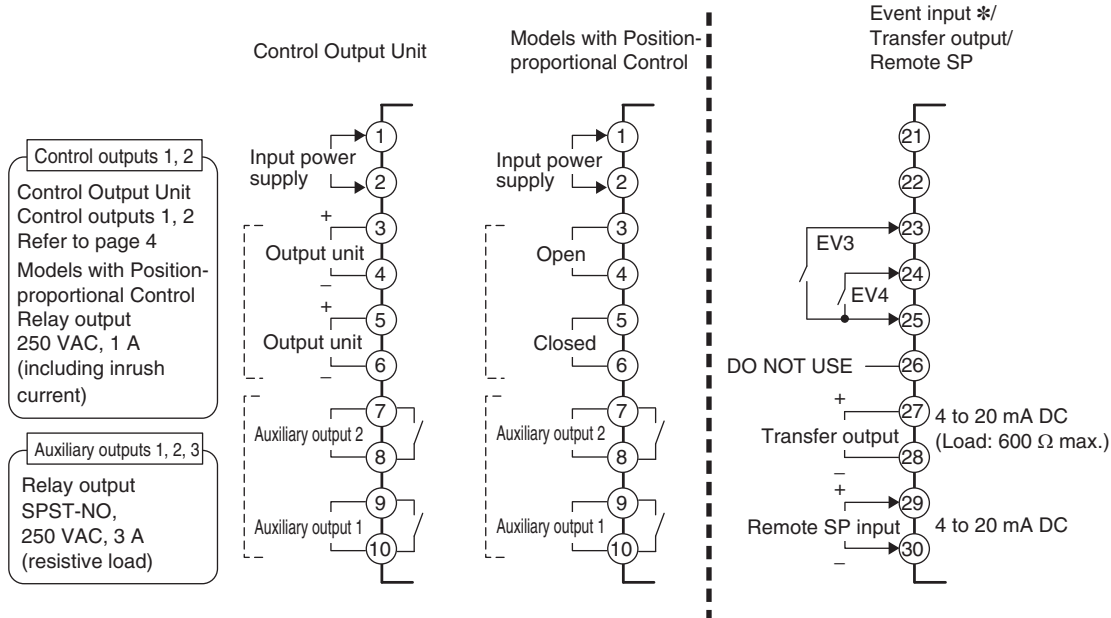 Control outputs 1, 2
Control Output Unit
Control outputs 1, 2
Refer to page 4
Models with Position-
proportional Control
Relay output
250 VAC, 1 A
(including inrush
current)
Auxiliary outputs 1, 2, 3
Relay output
SPST-NO,
250 VAC, 3 A
(resistive load)
Control Output Unit
Input power
supply
1
2
+
3
Output unit
4
−
+
5
Output unit
6
−
7
Auxiliary output 2
8
9
Auxiliary output 1
10
Models with Position-
proportional Control
Input power
supply
1
2
3
Open
4
5
Closed
6
7
Auxiliary output 2
8
9
Auxiliary output 1
10
Event input ✻/
Transfer output/
Remote SP
21
22
23
EV3
24
EV4
25
DO NOT USE
26
+
27
Transfer output
4 to 20 mA DC
(Load: 600 Ω max.)
28
−
+
29
Remote SP input
4 to 20 mA DC
30
−